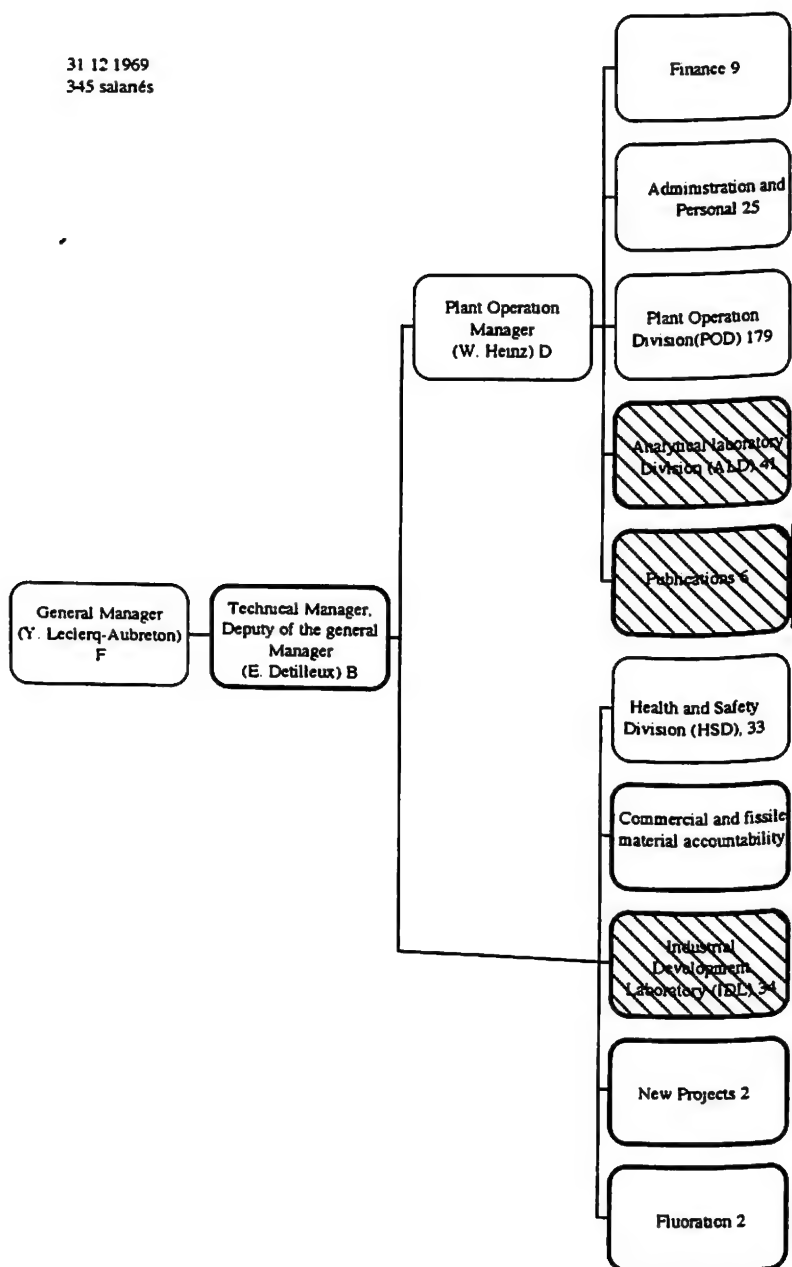 31 12 1969
345 salanés
Finance 9
Administration and
Personal 25
Plant Operation
Manager
(W. Heinz) D
Plant Operation
Division(POD) 179
Analytical laboratory
Division (ALD) 41
Publications 6
General Manager
(Y. Leclerq-Aubreton)
F
Technical Manager,
Deputy of the general
Manager
(E. Detilleux) B
Health and Safety
Division (HSD), 33
Commercial and fissile
material accountability
Industrial
Development
Laboratory (IDL) 34
New Projects 2
Fluoration 2